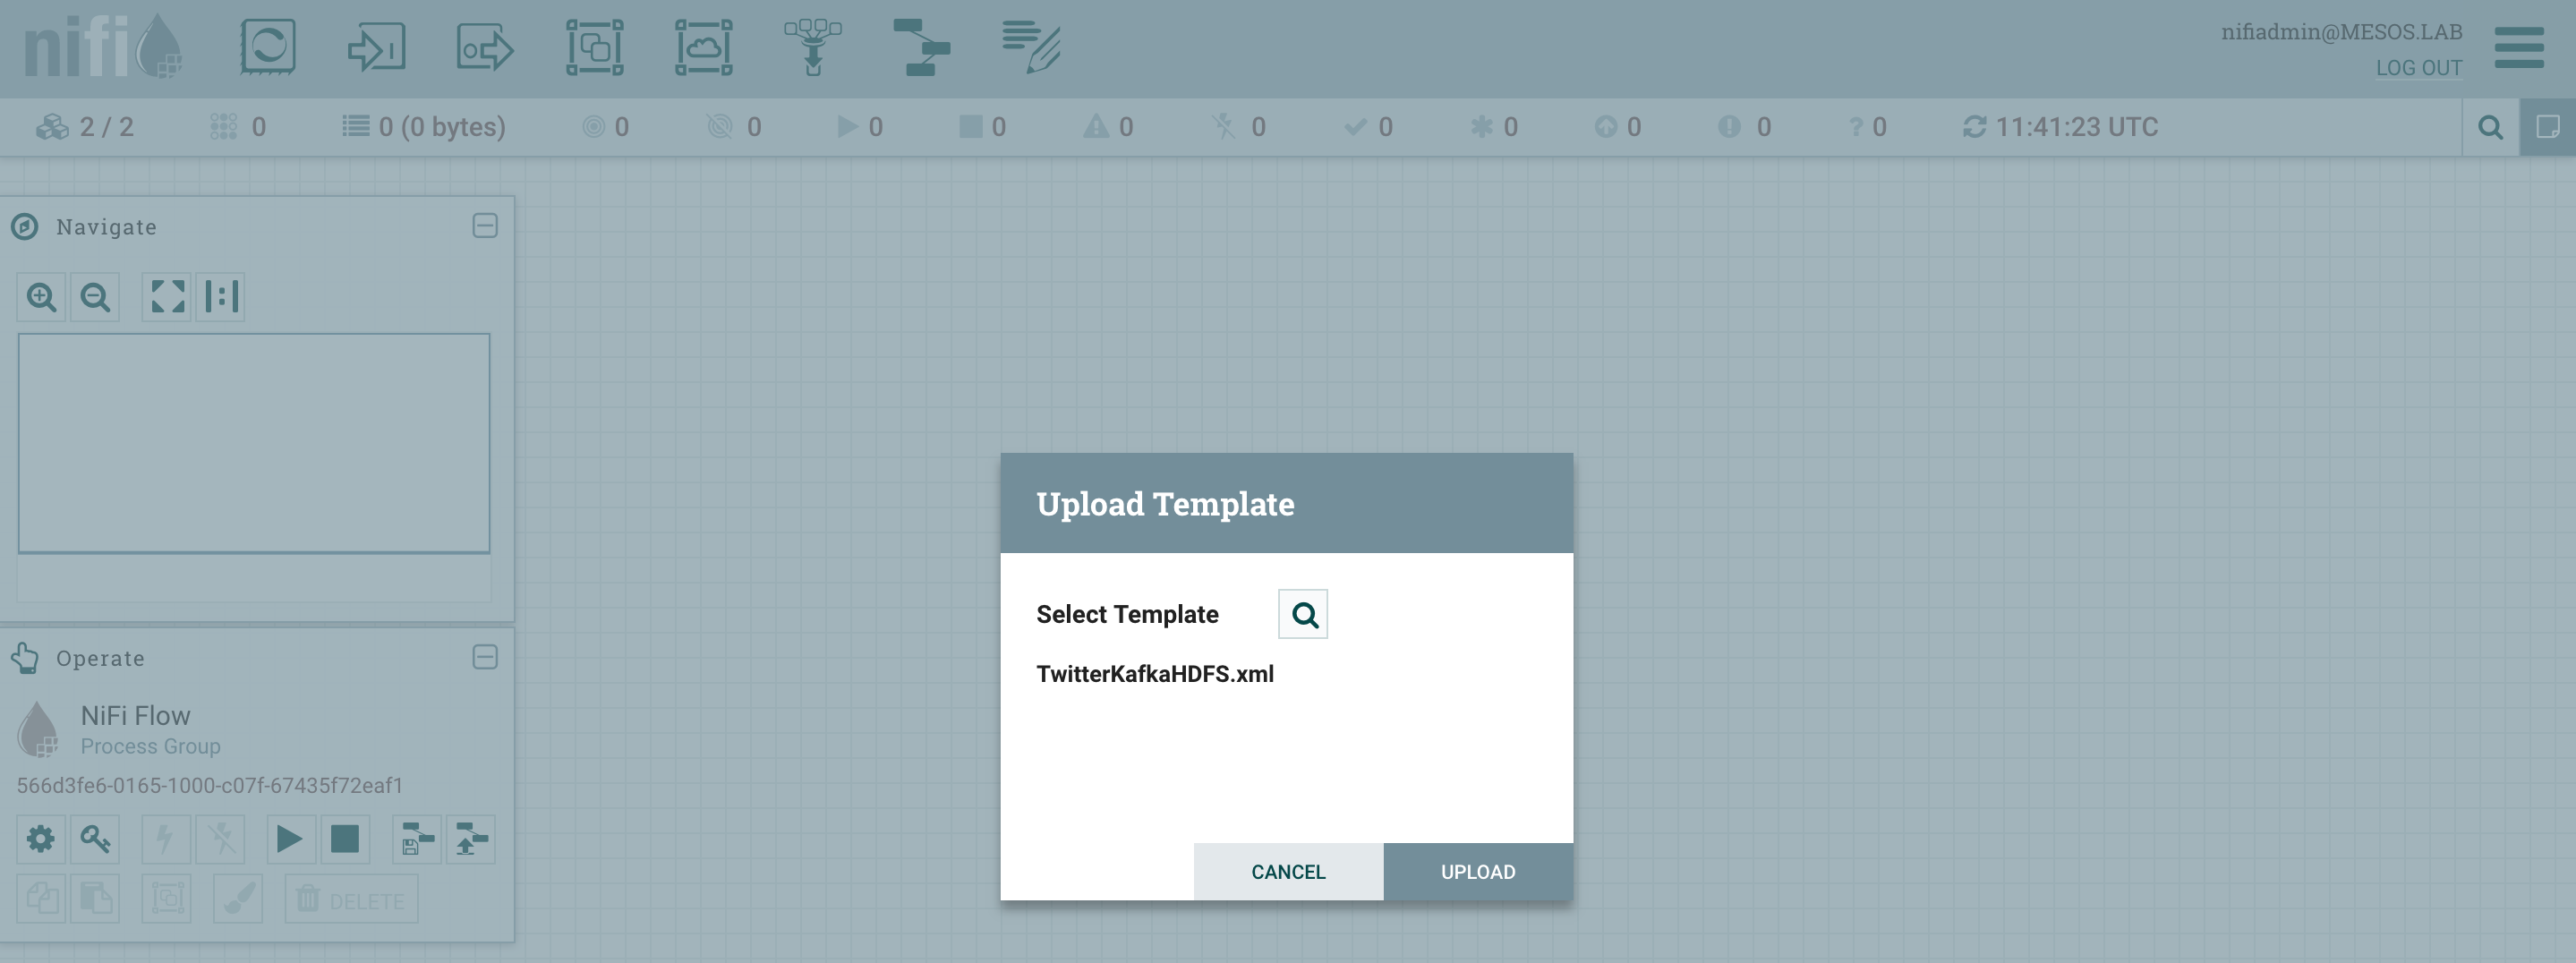 nifi
nifiadmin@MESOS.LAB
LOG OUT
2 / 2 0 0 (0 bytes) 0 0 0 0 0 0 0 0 0 0 0 11:41:23 UTC
Navigate
Operate
NiFi Flow
Process Group
566d3fe6-0165-1000-c07f-67435f72eaf1
DELETE
Upload Template
Select Template
TwitterKafkaHDFS.xml
CANCEL UPLOAD